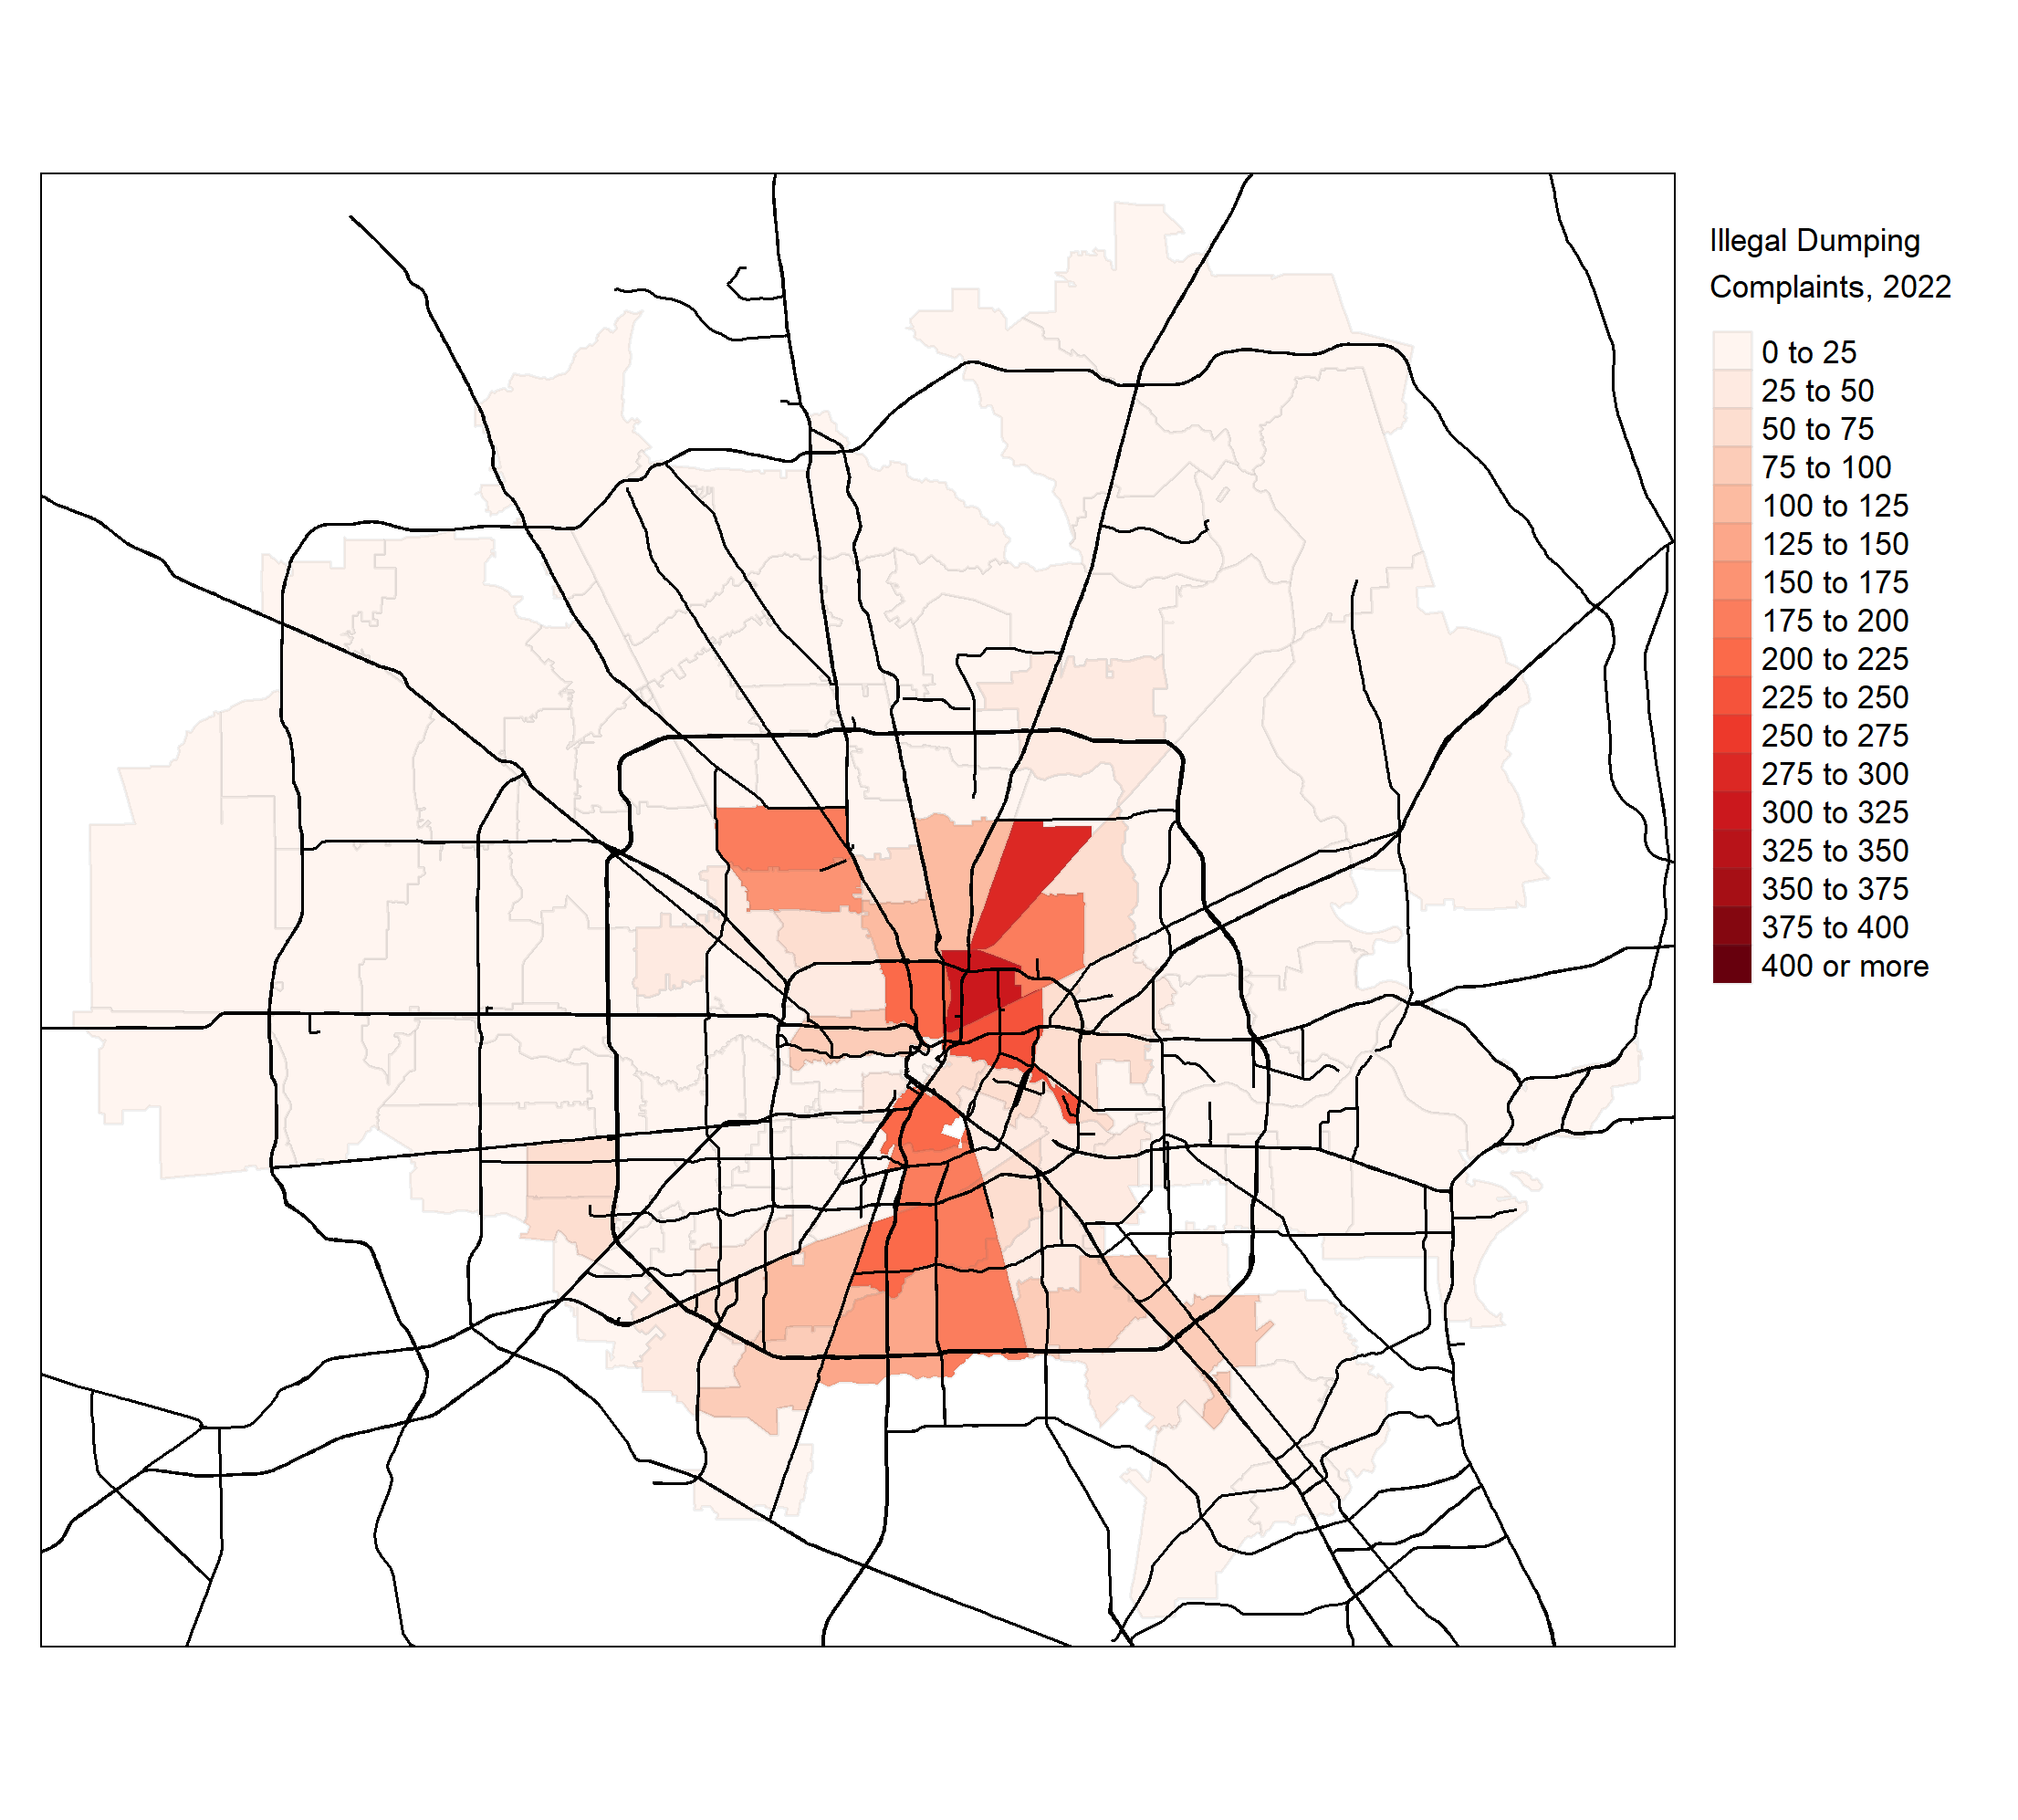 Illegal Dumping
Complaints, 2022
0 to 25
25 to 50
50 to 75
75 to 100
100 to 125
125 to 150
150 to 175
175 to 200
200 to 225
225 to 250
250 to 275
275 to 300
300 to 325
325 to 350
350 to 375
375 to 400
400 or more